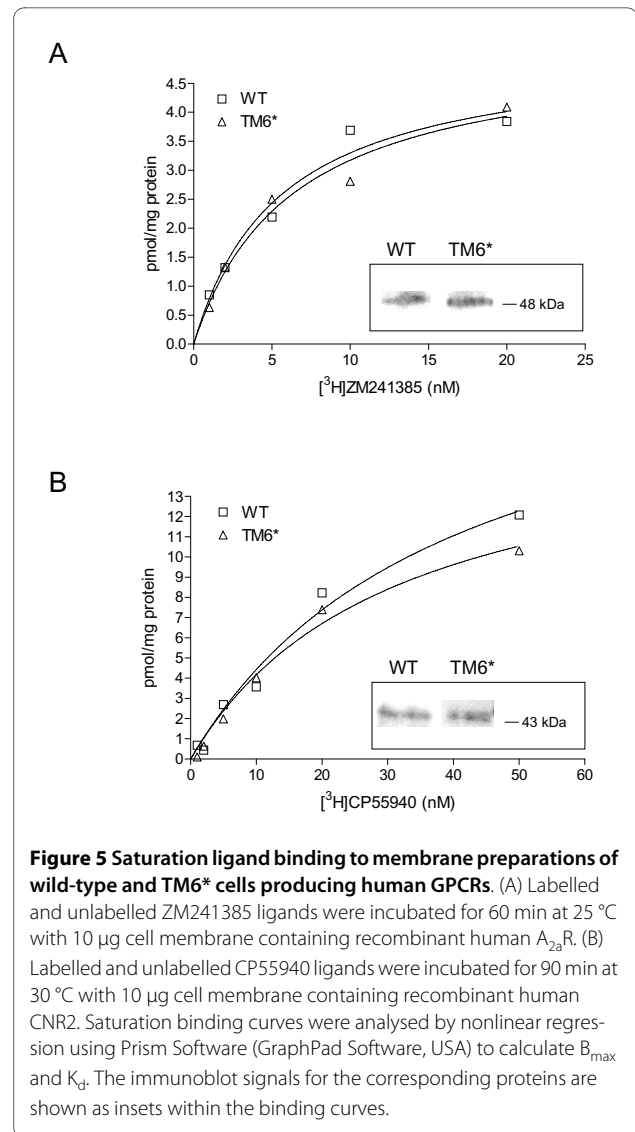 A
4.5
4.0
3.5
3.0
2.5
2.0
1.5
1.0
0.5
0.0
pmol/mg protein
WT
TM6*
WT TM6*
48 kDa
0 5 10 15 20 25
[³H]ZM241385 (nM)
B
13
12
11
10
9
8
7
6
5
4
3
2
1
0
pmol/mg protein
WT
TM6*
WT TM6*
43 kDa
0 10 20 30 40 50 60
[³H]CP55940 (nM)
Figure 5 Saturation ligand binding to membrane preparations of
wild-type and TM6* cells producing human GPCRs. (A) Labelled
and unlabelled ZM241385 ligands were incubated for 60 min at 25 °C
with 10 μg cell membrane containing recombinant human A₂ₐR. (B)
Labelled and unlabelled CP55940 ligands were incubated for 90 min at
30 °C with 10 μg cell membrane containing recombinant human
CNR2. Saturation binding curves were analysed by nonlinear regres-
sion using Prism Software (GraphPad Software, USA) to calculate Bmax
and Kd. The immunoblot signals for the corresponding proteins are
shown as insets within the binding curves.